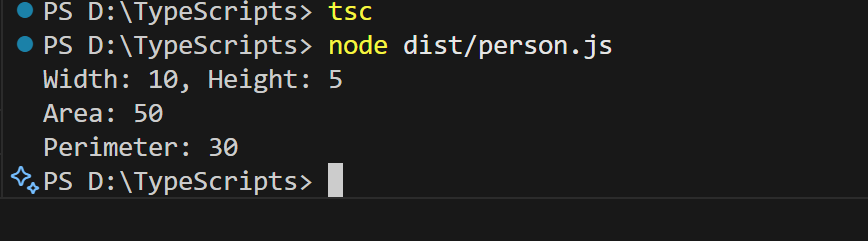 PS D:\TypeScripts> tsc
PS D:\TypeScripts> node dist/person.js
Width: 10, Height: 5
Area: 50
Perimeter: 30
PS D:\TypeScripts>